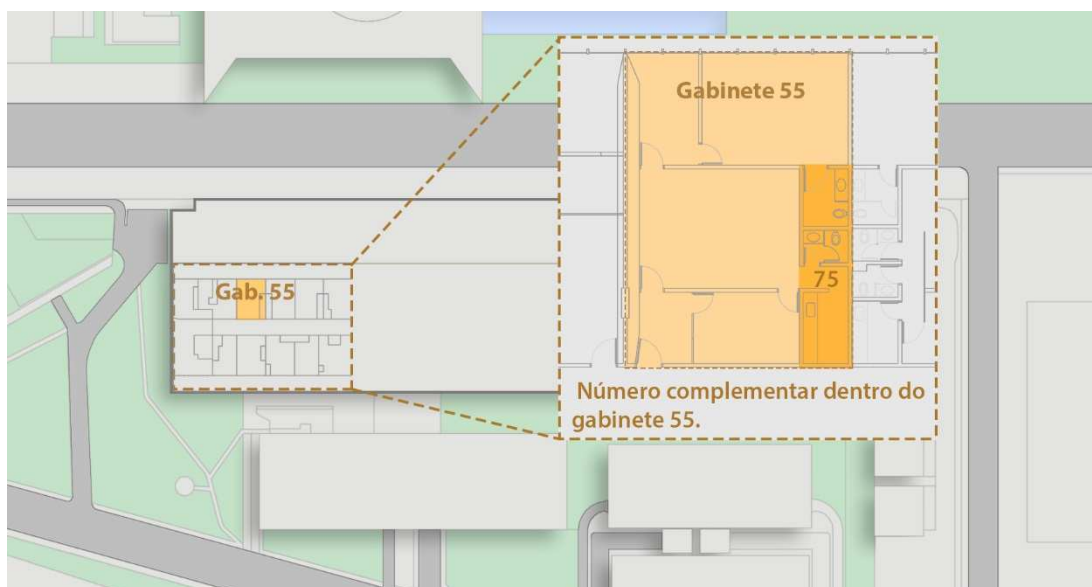 Gabinete 55
75
Gab. 55
Número complementar dentro do
gabinete 55.